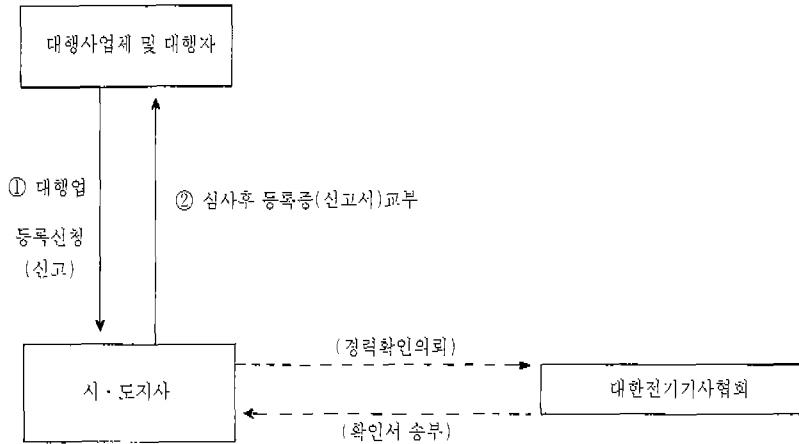 대행사업체 및 대행자
① 대행업
등록신청
(신고)
② 심사후 등록증(신고서)교부
시·도지사
(경력확인의뢰)
대한전기기사협회
(확인서 송부)